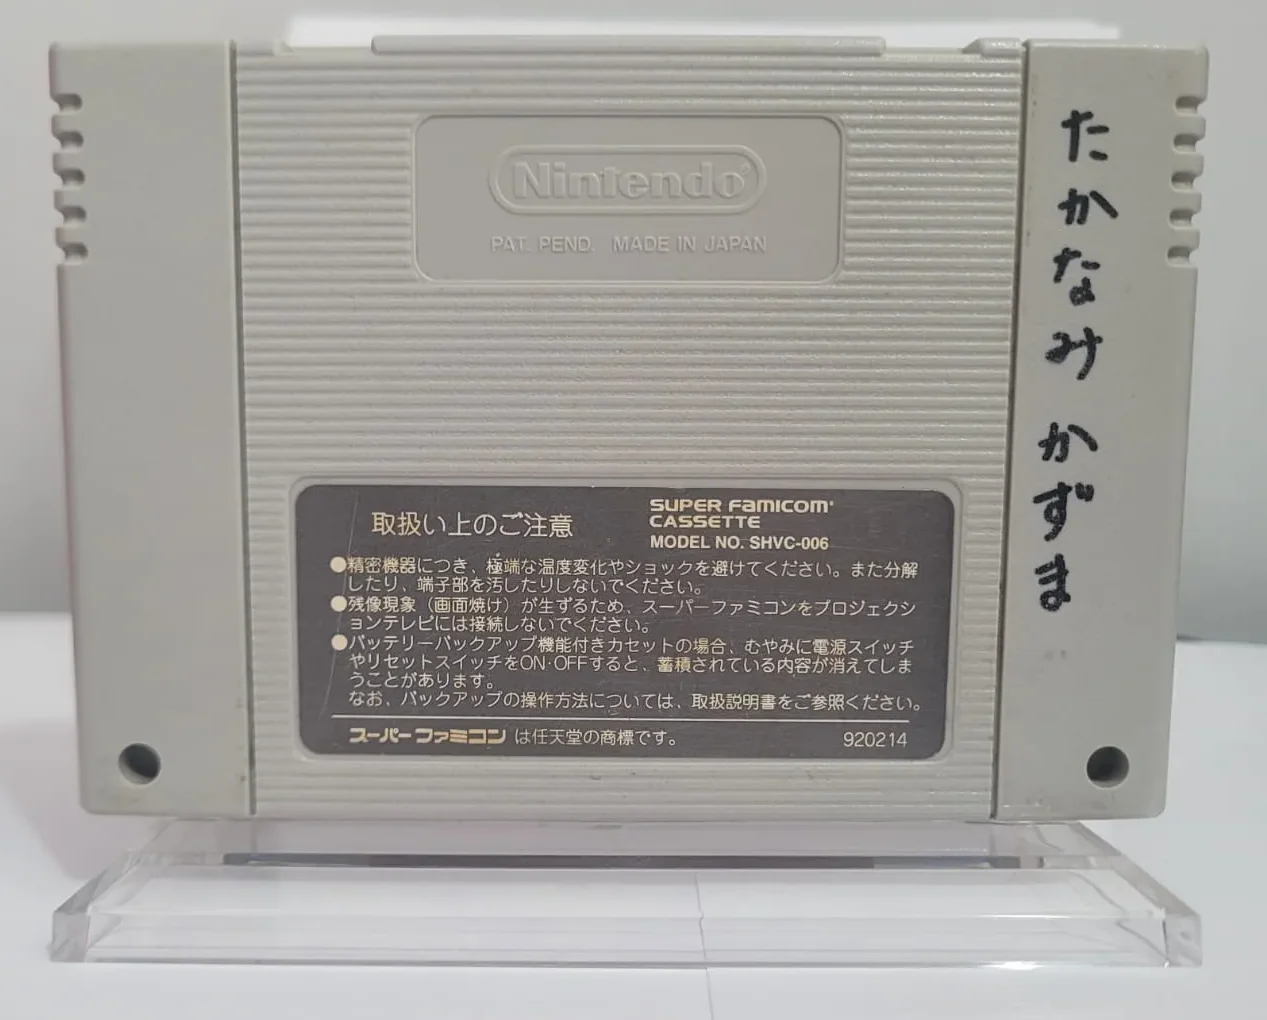 Nintendo®
PAT. PEND. MADE IN JAPAN
たかなみ かずま
取扱い上のご注意
SUPER FAMICOM®
CASSETTE
MODEL NO. SHVC-006
●精密機器につき、極端な温度変化やショックを避けてください。また分解
したり、端子部を汚したりしないでください。
●残像現象（画面焼け）が生ずるため、スーパーファミコンをプロジェクシ
ョンテレビには接続しないでください。
●バッテリーバックアップ機能付きカセットの場合、むやみに電源スイッチ
やリセットスイッチをON·OFFすると、蓄積されている内容が消えてしま
うことがあります。
なお、バックアップの操作方法については、取扱説明書をご参照ください。
スーパーファミコン は任天堂の商標です。
920214